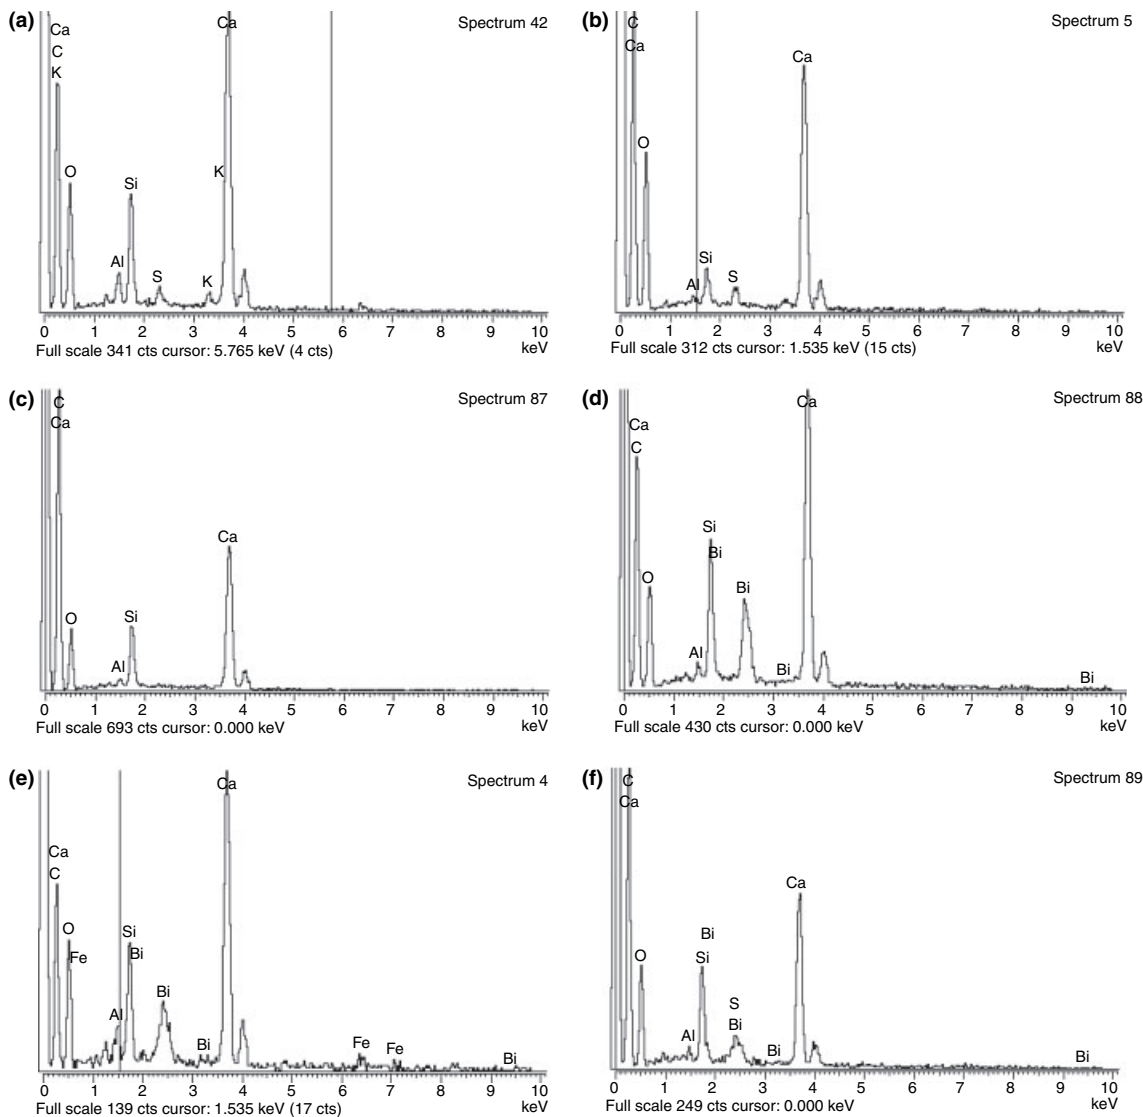 (a)
Spectrum 42
Ca
C
K
O
Al
Si
S
K
K
Ca
0 1 2 3 4 5 6 7 8 9 10
keV
Full scale 341 cts cursor: 5.765 keV (4 cts)
(b)
Spectrum 5
C
Ca
O
Al
Si
S
Ca
0 1 2 3 4 5 6 7 8 9 10
keV
Full scale 312 cts cursor: 1.535 keV (15 cts)
(c)
Spectrum 87
C
Ca
O
Al
Si
Ca
0 1 2 3 4 5 6 7 8 9 10
keV
Full scale 693 cts cursor: 0.000 keV
(d)
Spectrum 88
Ca
C
O
Al
Si
Bi
Bi
Bi
Ca
Bi
0 1 2 3 4 5 6 7 8 9 10
keV
Full scale 430 cts cursor: 0.000 keV
(e)
Spectrum 4
Ca
C
O
Fe
Al
Si
Bi
Bi
Bi
Ca
Fe
Fe
Bi
0 1 2 3 4 5 6 7 8 9 10
keV
Full scale 139 cts cursor: 1.535 keV (17 cts)
(f)
Spectrum 89
C
Ca
O
Al
Bi
Si
S
Bi
Bi
Ca
Bi
0 1 2 3 4 5 6 7 8 9 10
keV
Full scale 249 cts cursor: 0.000 keV